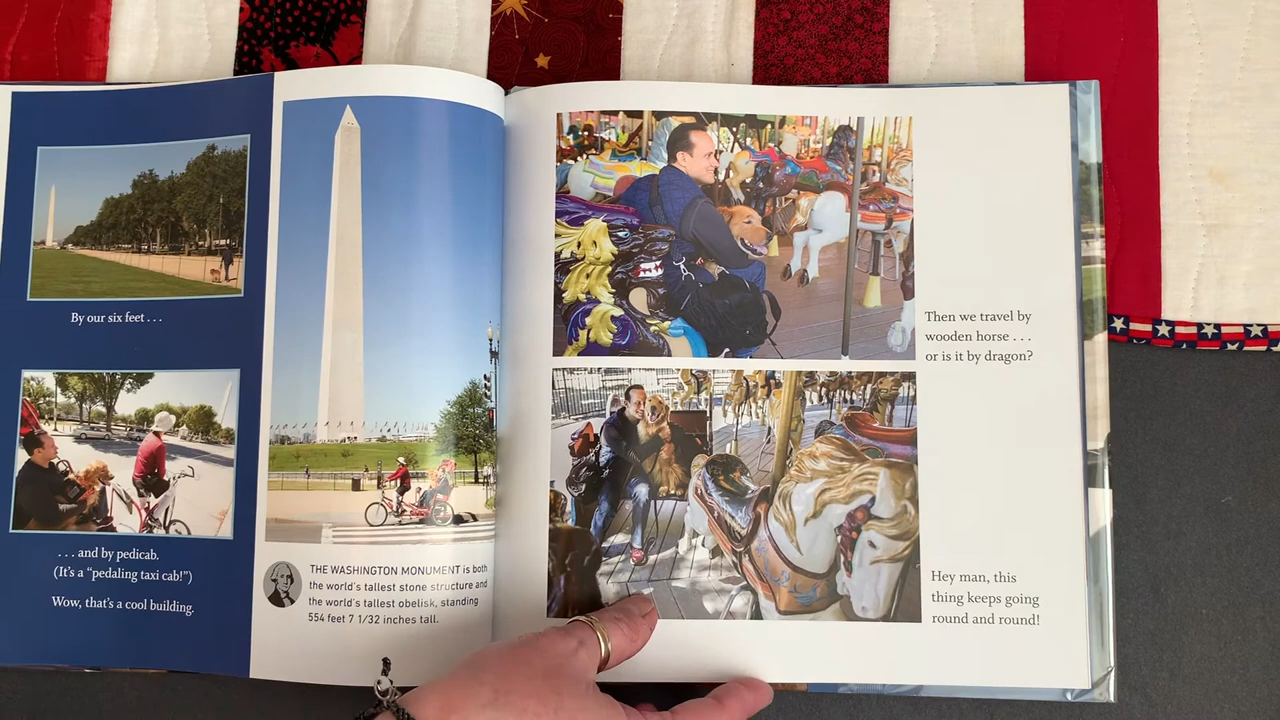 By our six feet . . .
. . . and by pedicab.
(It's a “pedaling taxi cab!”)
Wow, that's a cool building.
THE WASHINGTON MONUMENT is both
the world's tallest stone structure and
the world's tallest obelisk, standing
554 feet 7 1/32 inches tall.
Then we travel by
wooden horse . . .
or is it by dragon?
Hey man, this
thing keeps going
round and round!